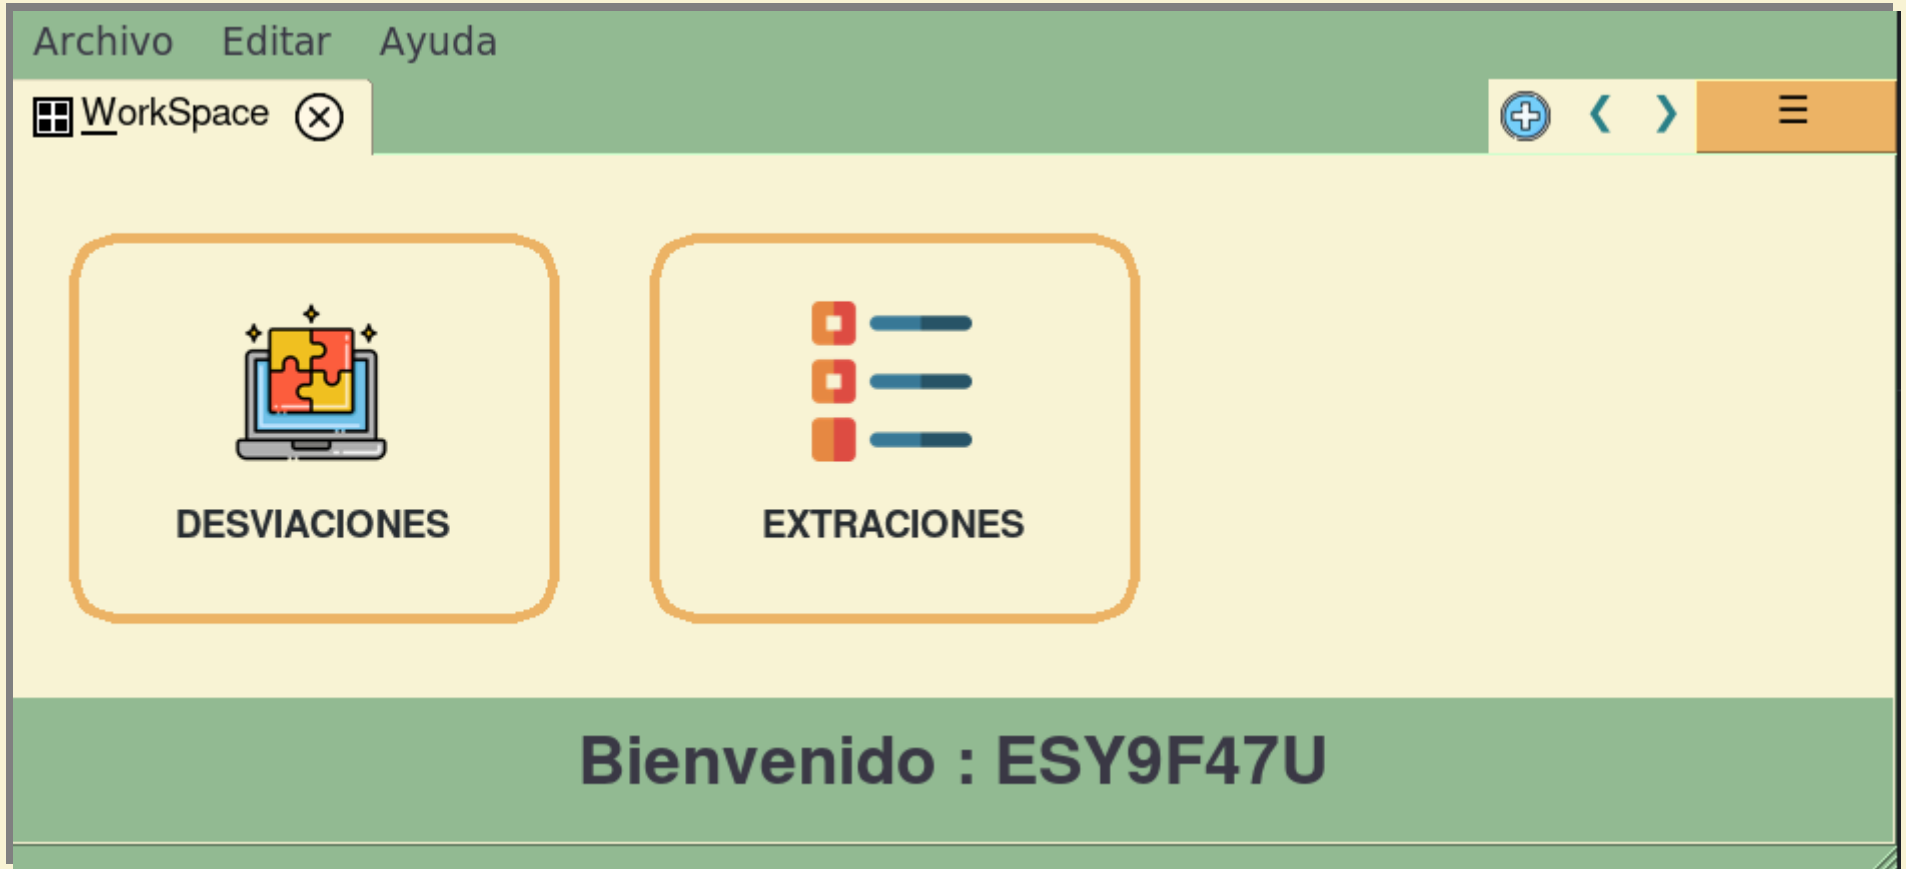 Archivo Editar Ayuda
WorkSpace
DESVIACIONES
EXTRACIONES
Bienvenido : ESY9F47U